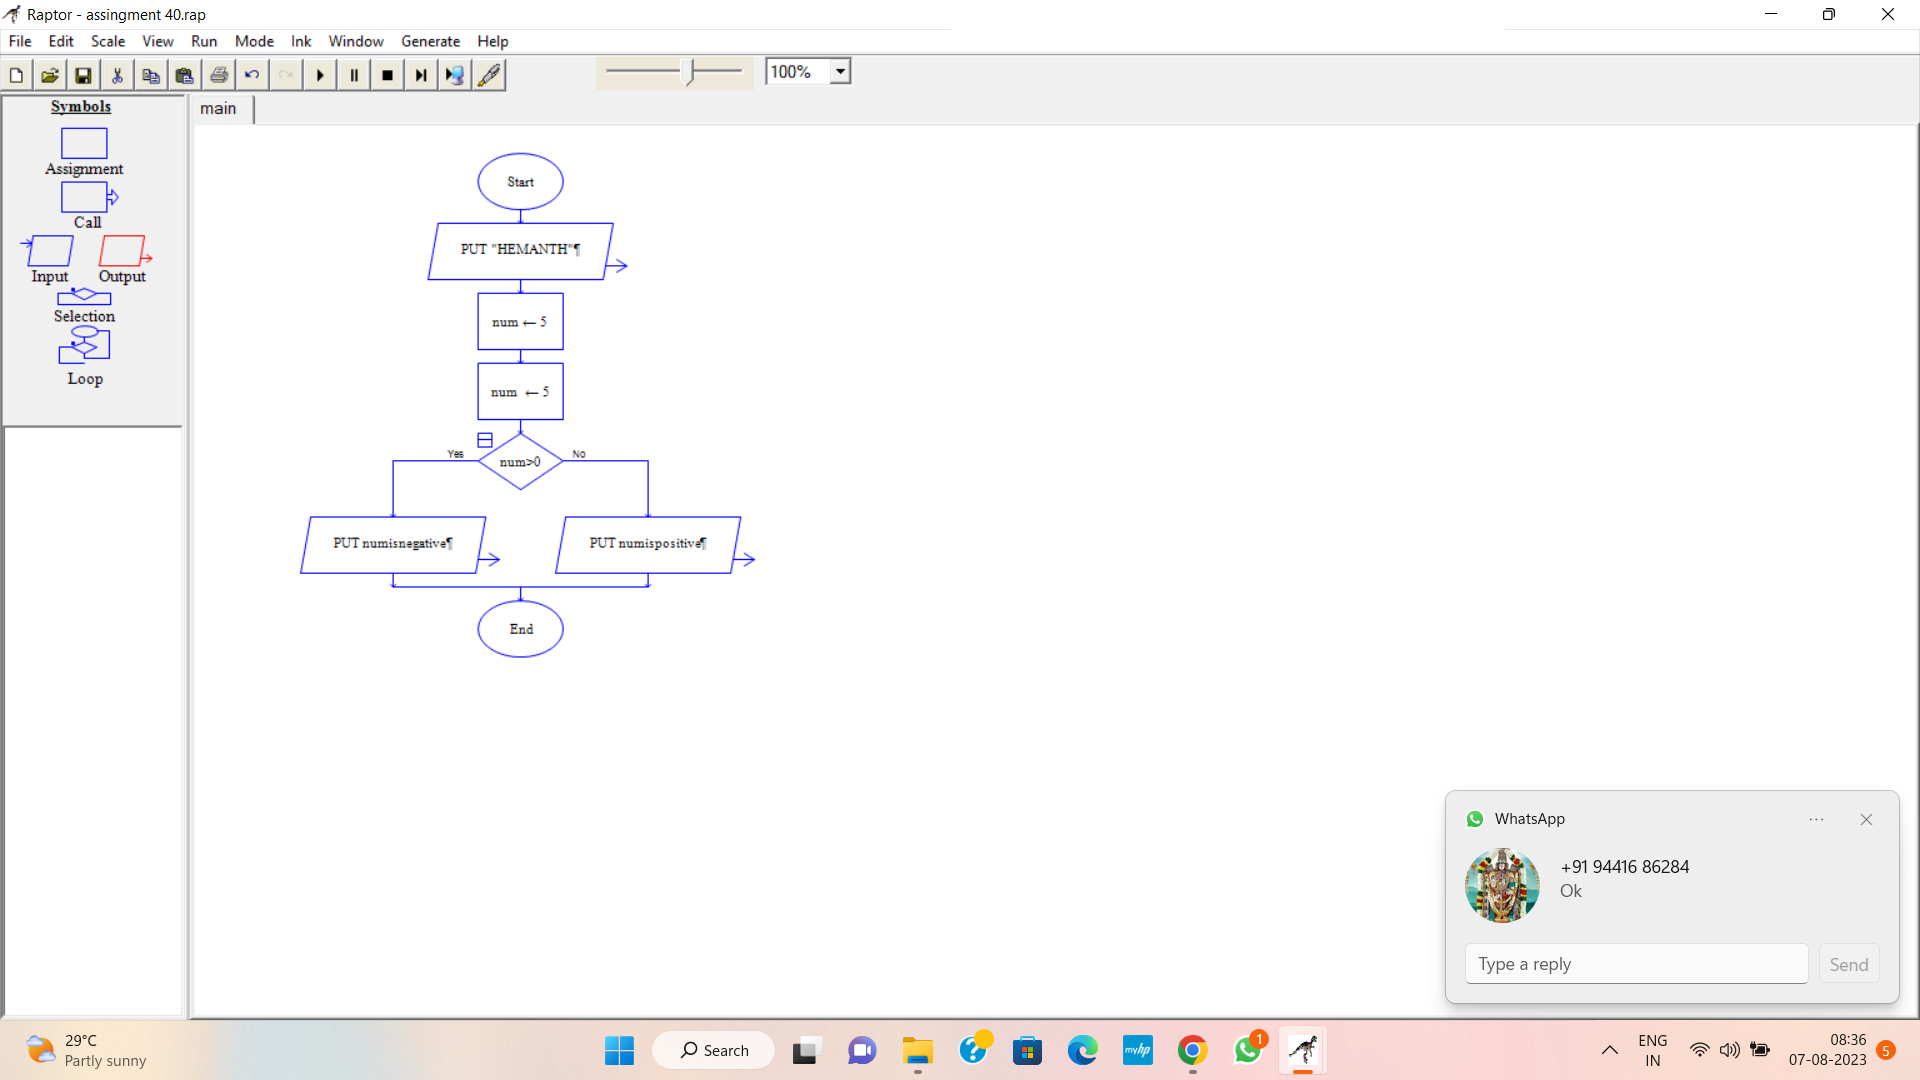 Raptor - assingment 40.rap
File Edit Scale View Run Mode Ink Window Generate Help
100%
Symbols
main
Assignment
Call
Input Output
Selection
Loop
Start
PUT "HEMANTH"¶
num ← 5
num ← 5
Yes
No
num>0
PUT numisnegative¶
PUT numispositive¶
End
WhatsApp
+91 94416 86284
Ok
Type a reply
Send
29°C
Partly sunny
Search
myhp
1
ENG
IN
08:36
07-08-2023
5